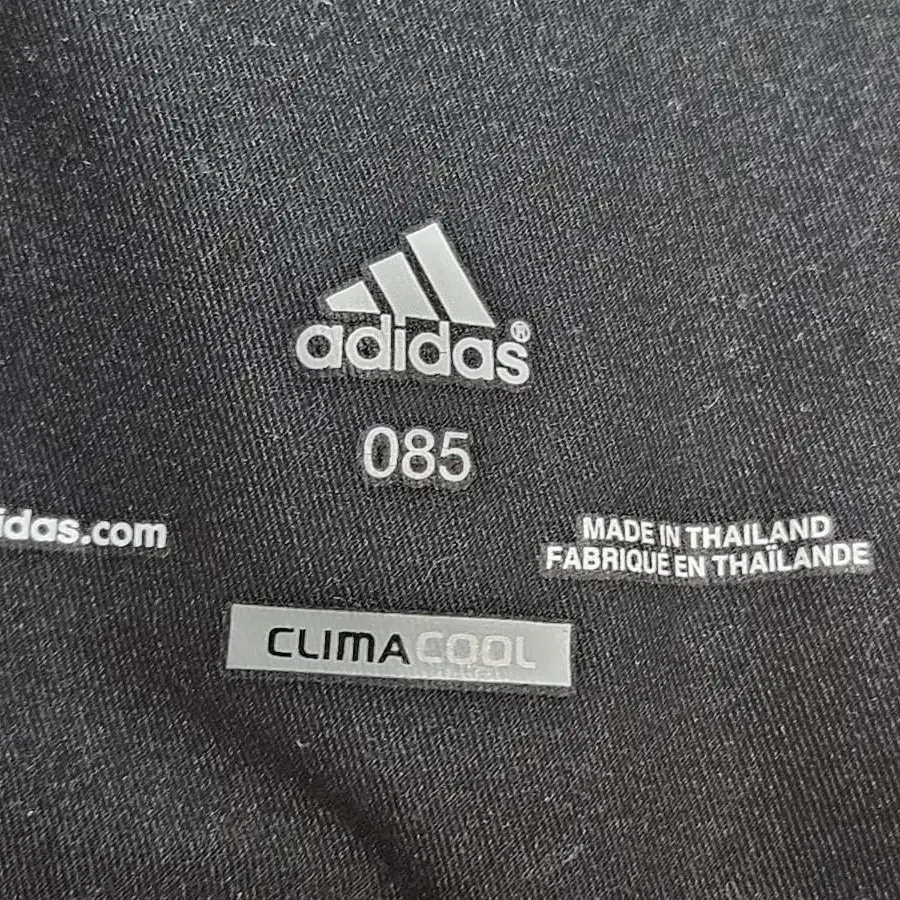 adidas®
085
idas.com
MADE IN THAILAND
FABRIQUÉ EN THAÏLANDE
CLIMACOOL